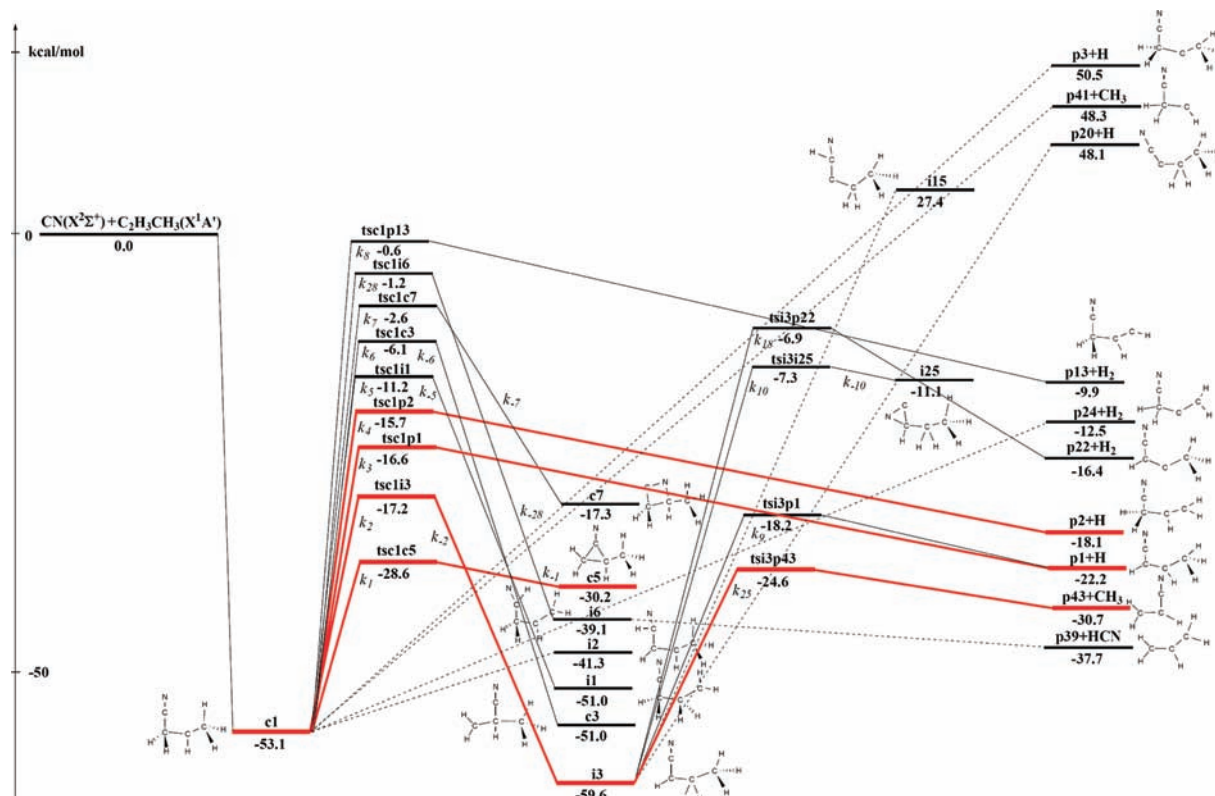 kcal/mol
p3+H
50.5
p41+CH₃
48.3
p20+H
48.1
i15
27.4
CN(X²Σ⁺)+C₂H₃CH₃(X¹A')
0
0.0
tsc1p13
k₈ -0.6
tsc1i6
k₂₈ -1.2
tsc1c7
k₇ -2.6
tsc1c3
k₆ -6.1 k₋₆
tsc1i1
k₅ -11.2 k₋₅
tsc1p2
k₄ -15.7
tsc1p1
k₃ -16.6
tsc1i3
k₂ -17.2 k₋₂
tsc1c5
k₁ -28.6 k₋₁
k₋₇
k₋₂₈
tsi3p22
k₁₈ -6.9
tsi3i25
k₁₀ -7.3 k₋₁₀
i25
-11.1
p13+H₂
-9.9
p24+H₂
-12.5
p22+H₂
-16.4
c7
-17.3
tsi3p1
k₉ -18.2
p2+H
-18.1
p1+H
-22.2
tsi3p43
k₂₅ -24.6
c5
-30.2
p43+CH₃
-30.7
i6
-39.1
p39+HCN
-37.7
i2
-41.3
-50
i1
-51.0
c3
-51.0
c1
-53.1
i3
-59.6